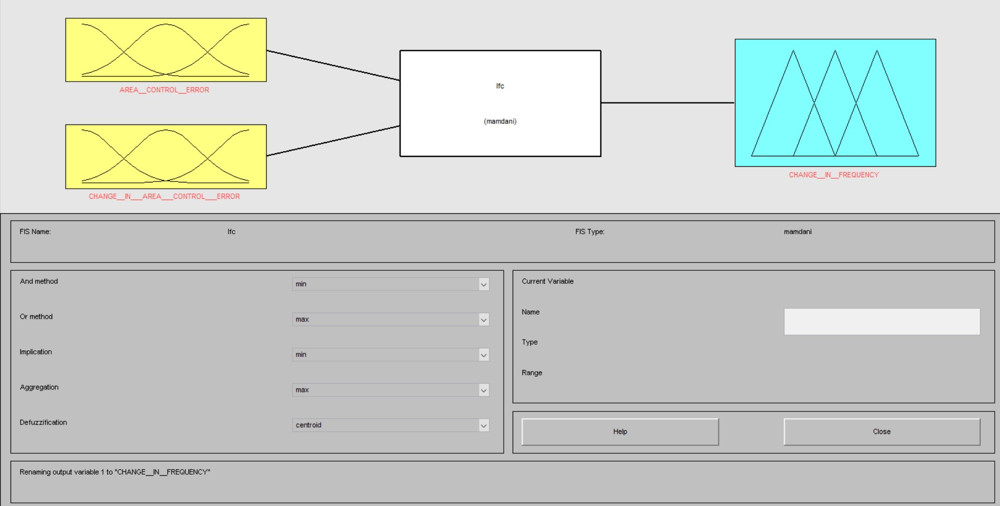 AREA__CONTROL__ERROR
lfc
(mamdani)
CHANGE__IN__FREQUENCY
CHANGE__IN___AREA___CONTROL___ERROR
FIS Name: lfc FIS Type: mamdani
And method min
Or method max
Implication min
Aggregation max
Defuzzification centroid
Current Variable
Name
Type
Range
Help Close
Renaming output variable 1 to "CHANGE__IN__FREQUENCY"